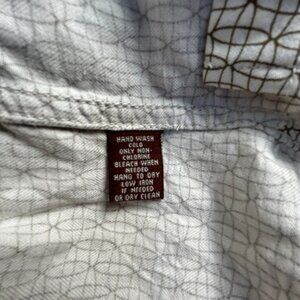 HAND WASH
COLD
ONLY NON-
CHLORINE
BLEACH WHEN
NEEDED
HANG TO DRY
LOW IRON
IF NEEDED
OR DRY CLEAN